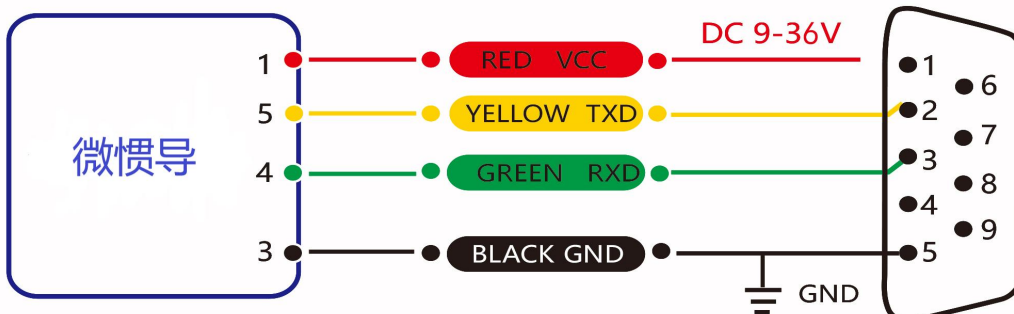 DC 9-36V
1 RED VCC 1
6
5 YELLOW TXD 2
7
微惯导
4 GREEN RXD 3
8
4
9
3 BLACK GND 5
GND